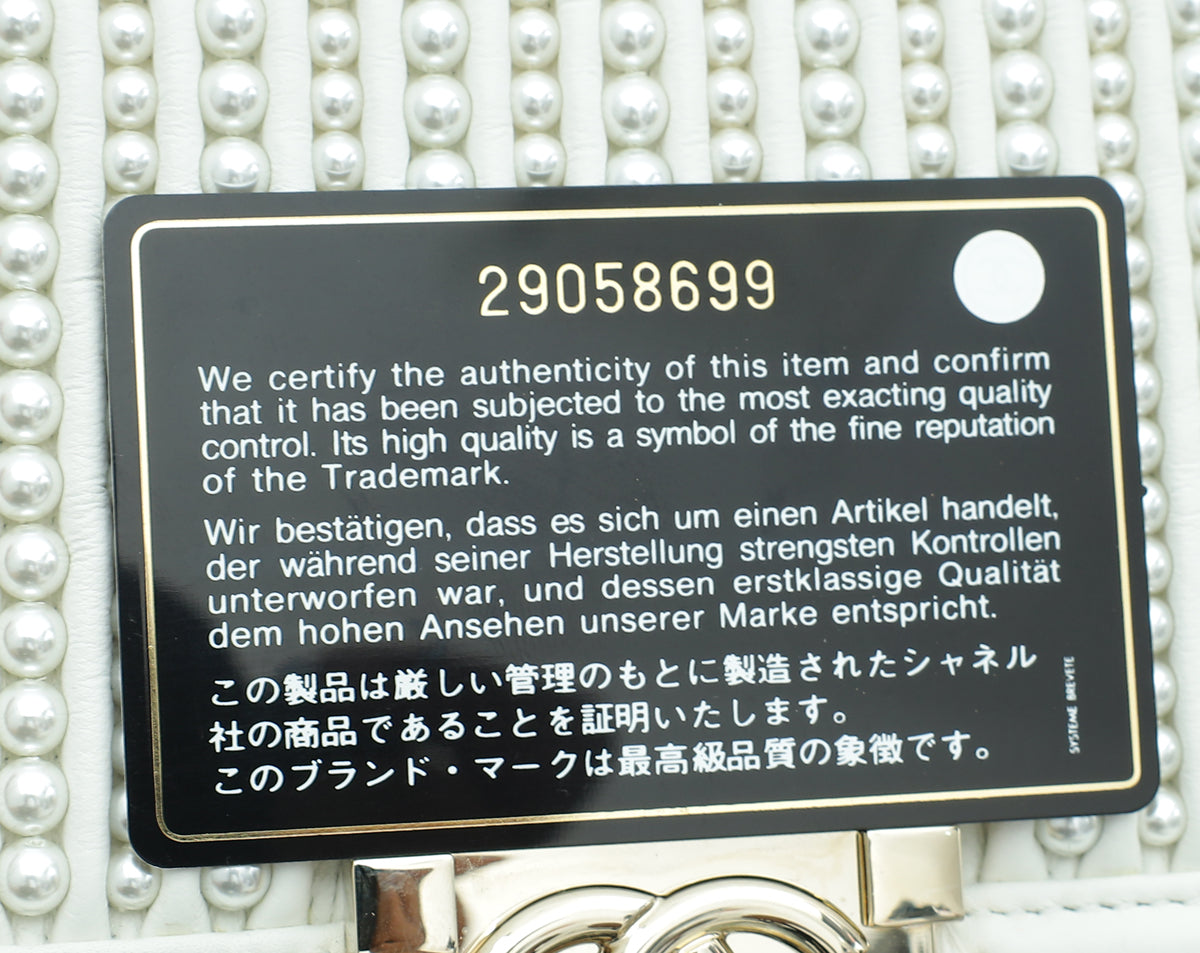 29058699
We certify the authenticity of this item and confirm
that it has been subjected to the most exacting quality
control. Its high quality is a symbol of the fine reputation
of the Trademark.
Wir bestätigen, dass es sich um einen Artikel handelt,
der während seiner Herstellung strengsten Kontrollen
unterworfen war, und dessen erstklassige Qualität
dem hohen Ansehen unserer Marke entspricht.
この製品は厳しい管理のもとに製造されたシャネル
社の商品であることを証明いたします。
このブランド・マークは最高級品質の象徴です。
SYSTEME BREVETE